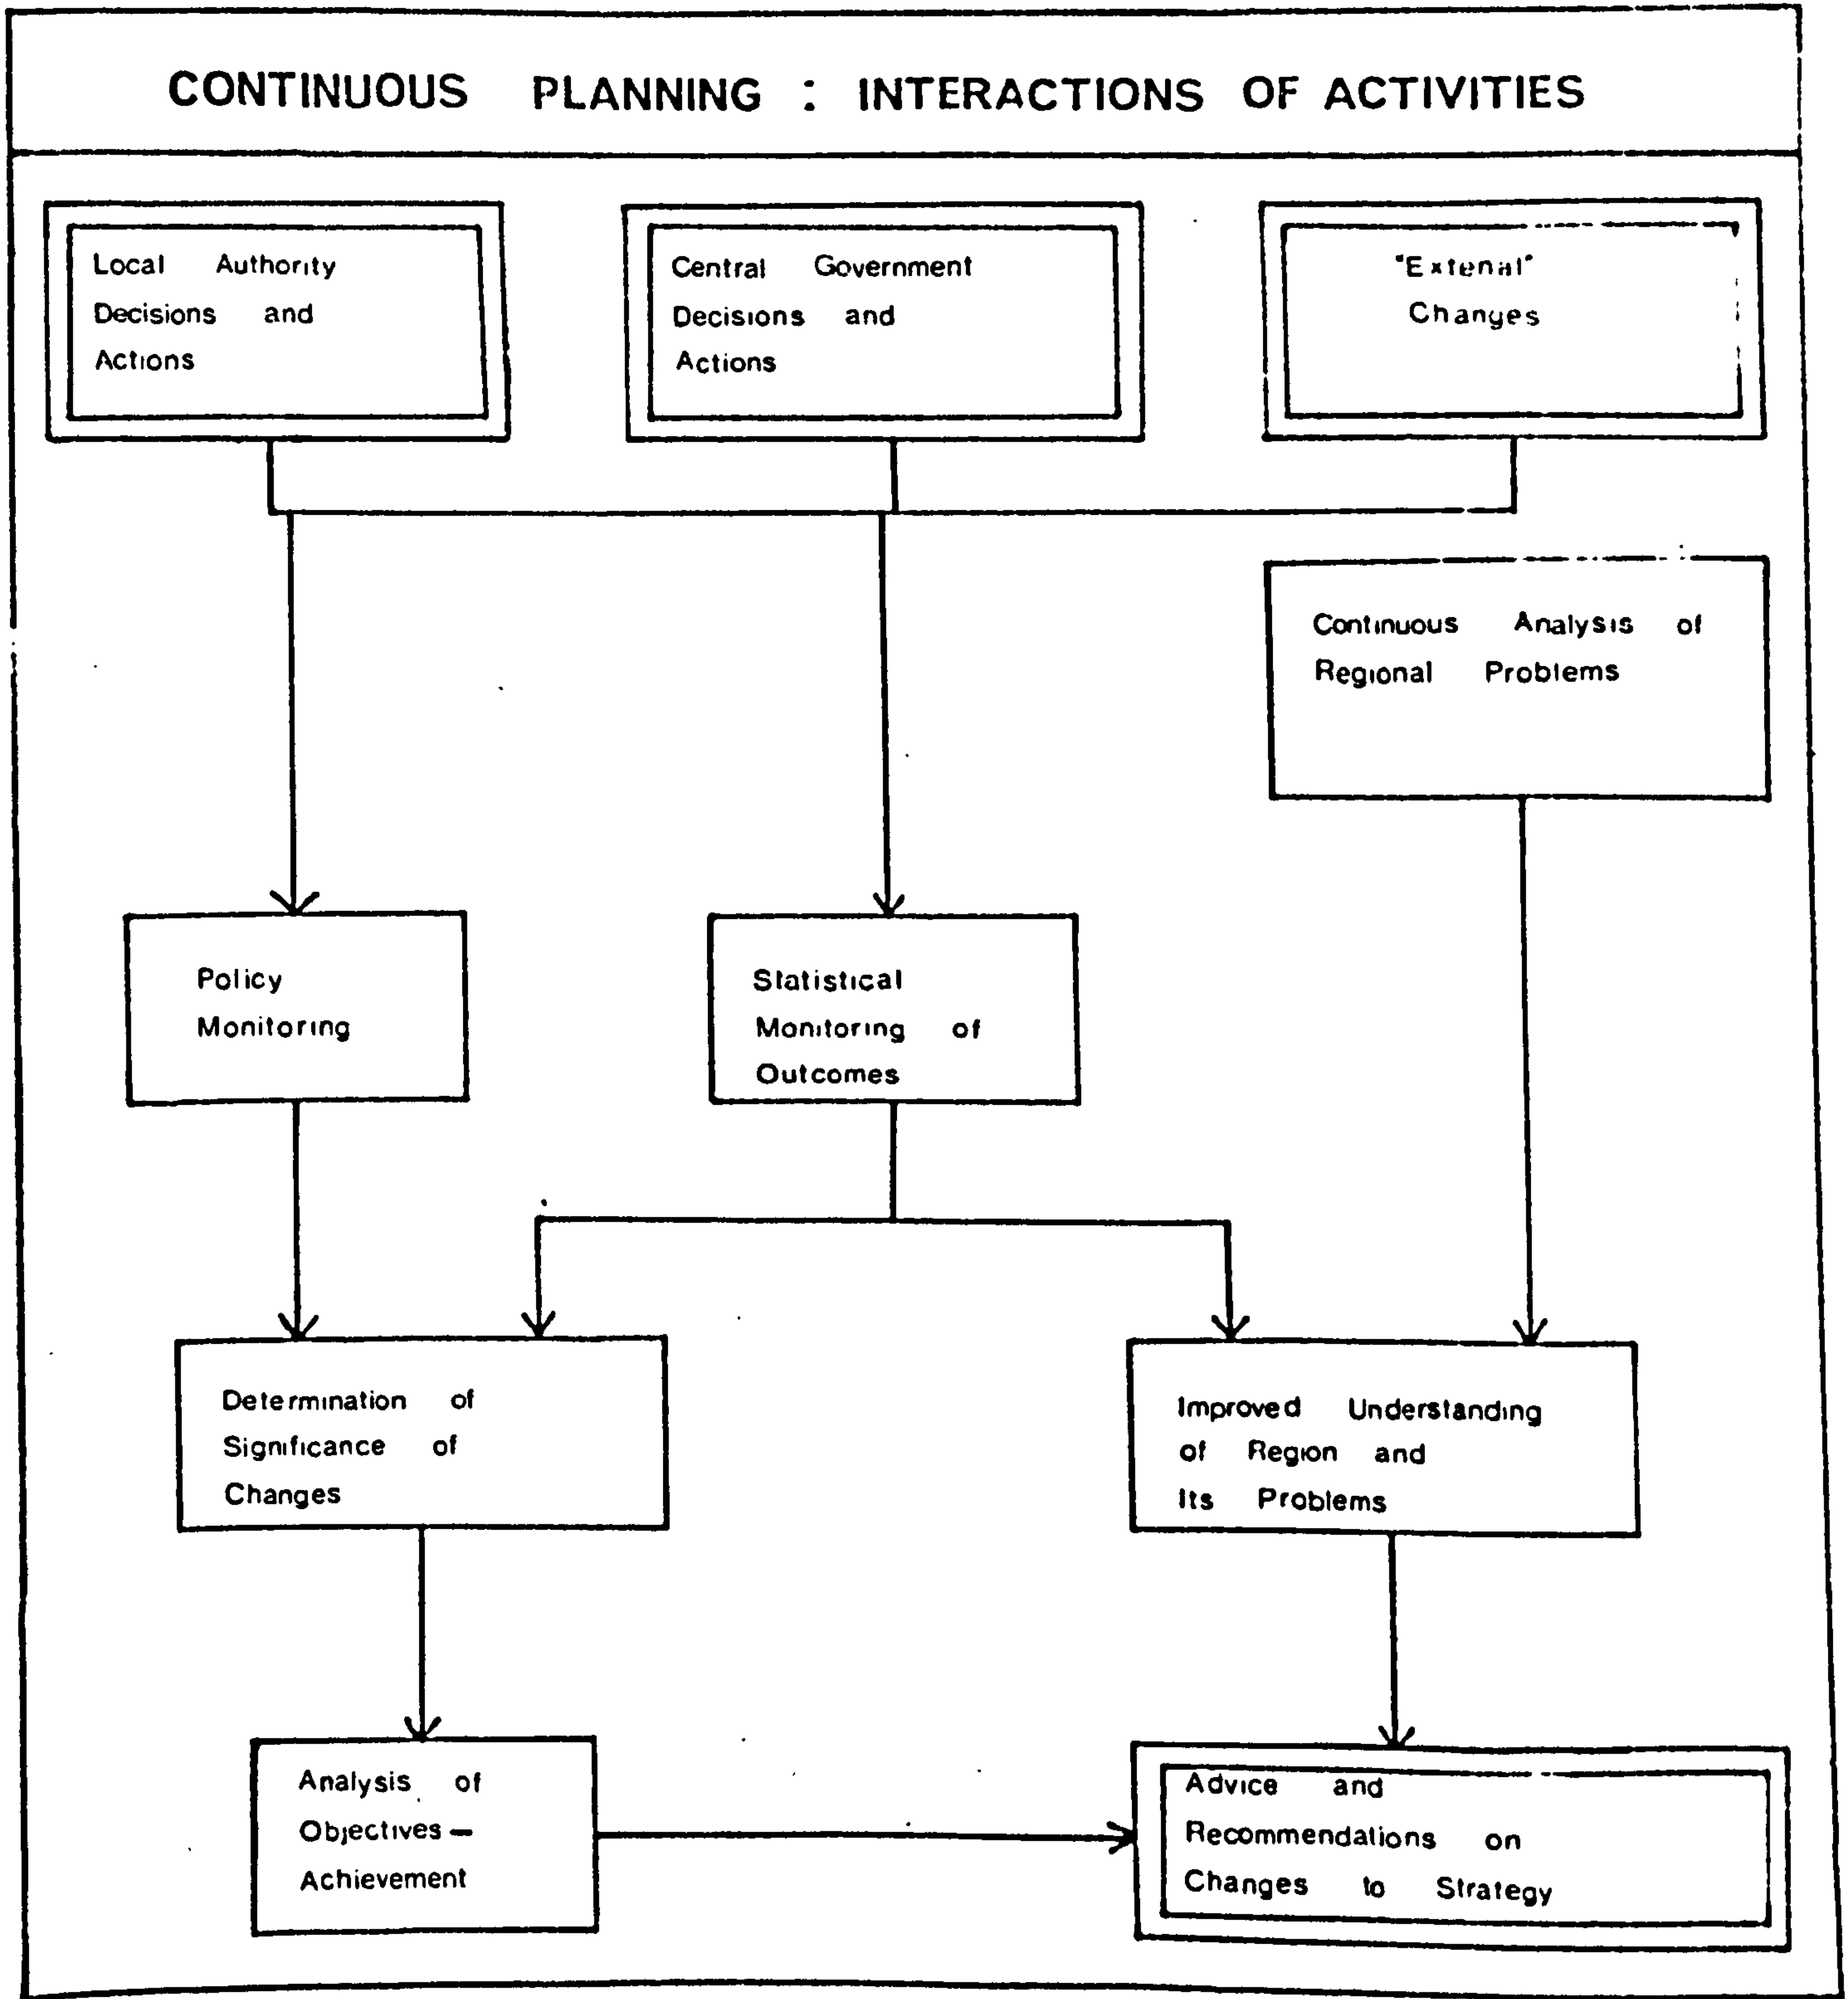 CONTINUOUS PLANNING : INTERACTIONS OF ACTIVITIES
Local Authority
Decisions and
Actions
Central Government
Decisions and
Actions
"Extenal"
Changes
Continuous Analysis of
Regional Problems
Policy
Monitoring
Statistical
Monitoring of
Outcomes
Determination of
Significance of
Changes
Improved Understanding
of Region and
Its Problems
Analysis of
Objectives —
Achievement
Advice and
Recommendations on
Changes to Strategy